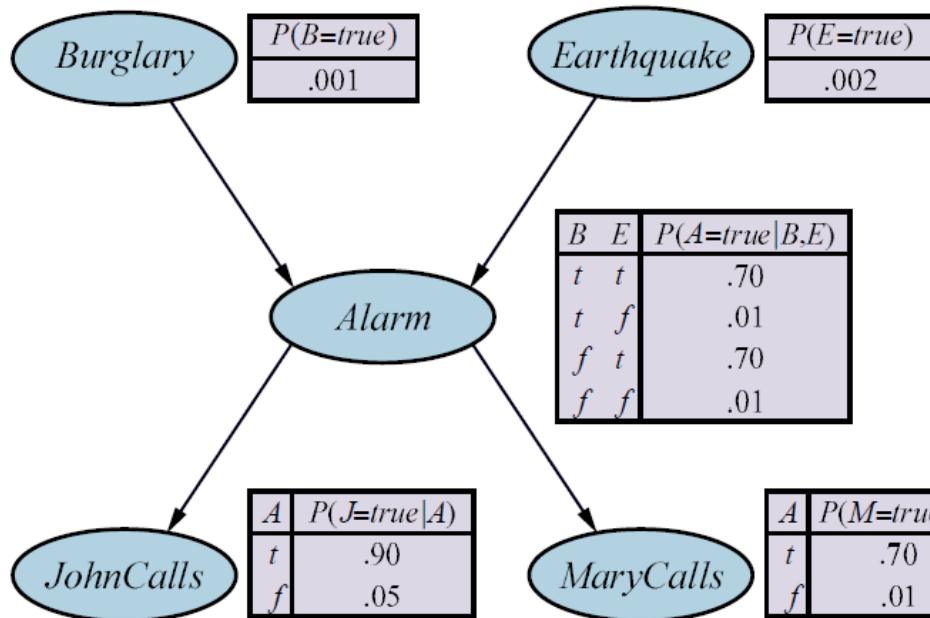 Burglary
P(B=true)
.001
Earthquake
P(E=true)
.002
B E P(A=true|B,E)
t t .70
t f .01
f t .70
f f .01
Alarm
A P(J=true|A)
t .90
f .05
JohnCalls
A P(M=true
t .70
f .01
MaryCalls